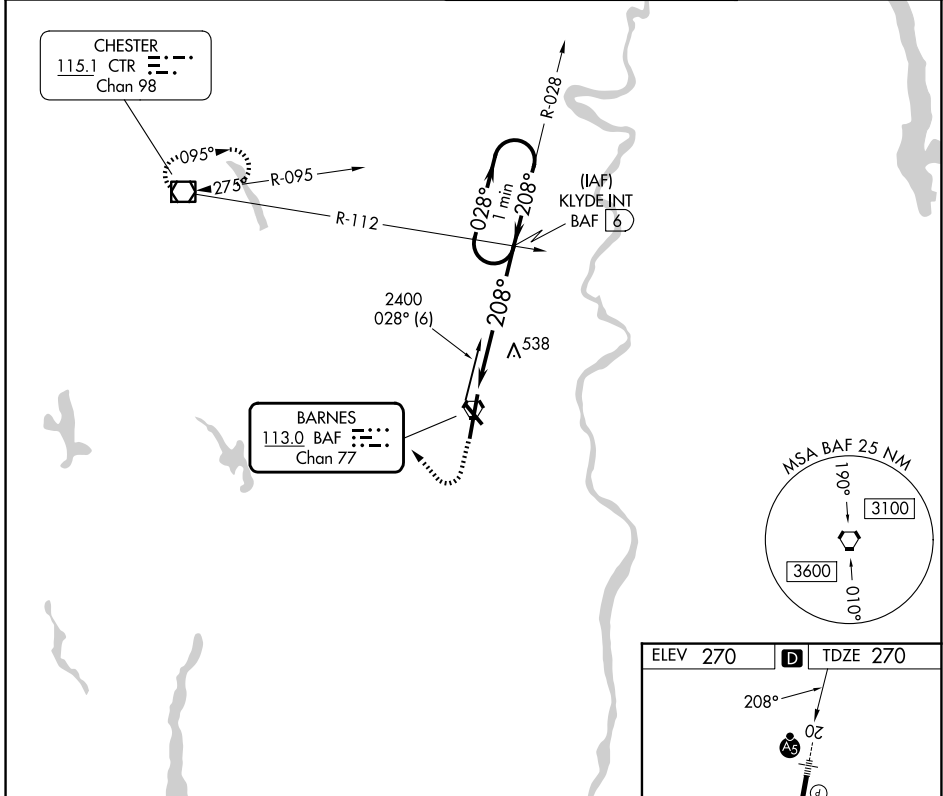 CHESTER
115.1 CTR
Chan 98
095°
275°
R-095
R-112
R-028
028°
1 min
208°
(IAF)
KLYDE INT
BAF 6
208°
2400
028° (6)
538
BARNES
113.0 BAF
Chan 77
MSA BAF 25 NM
190°
3100
3600
010°
ELEV 270 D TDZE 270
208°
20
A5
P